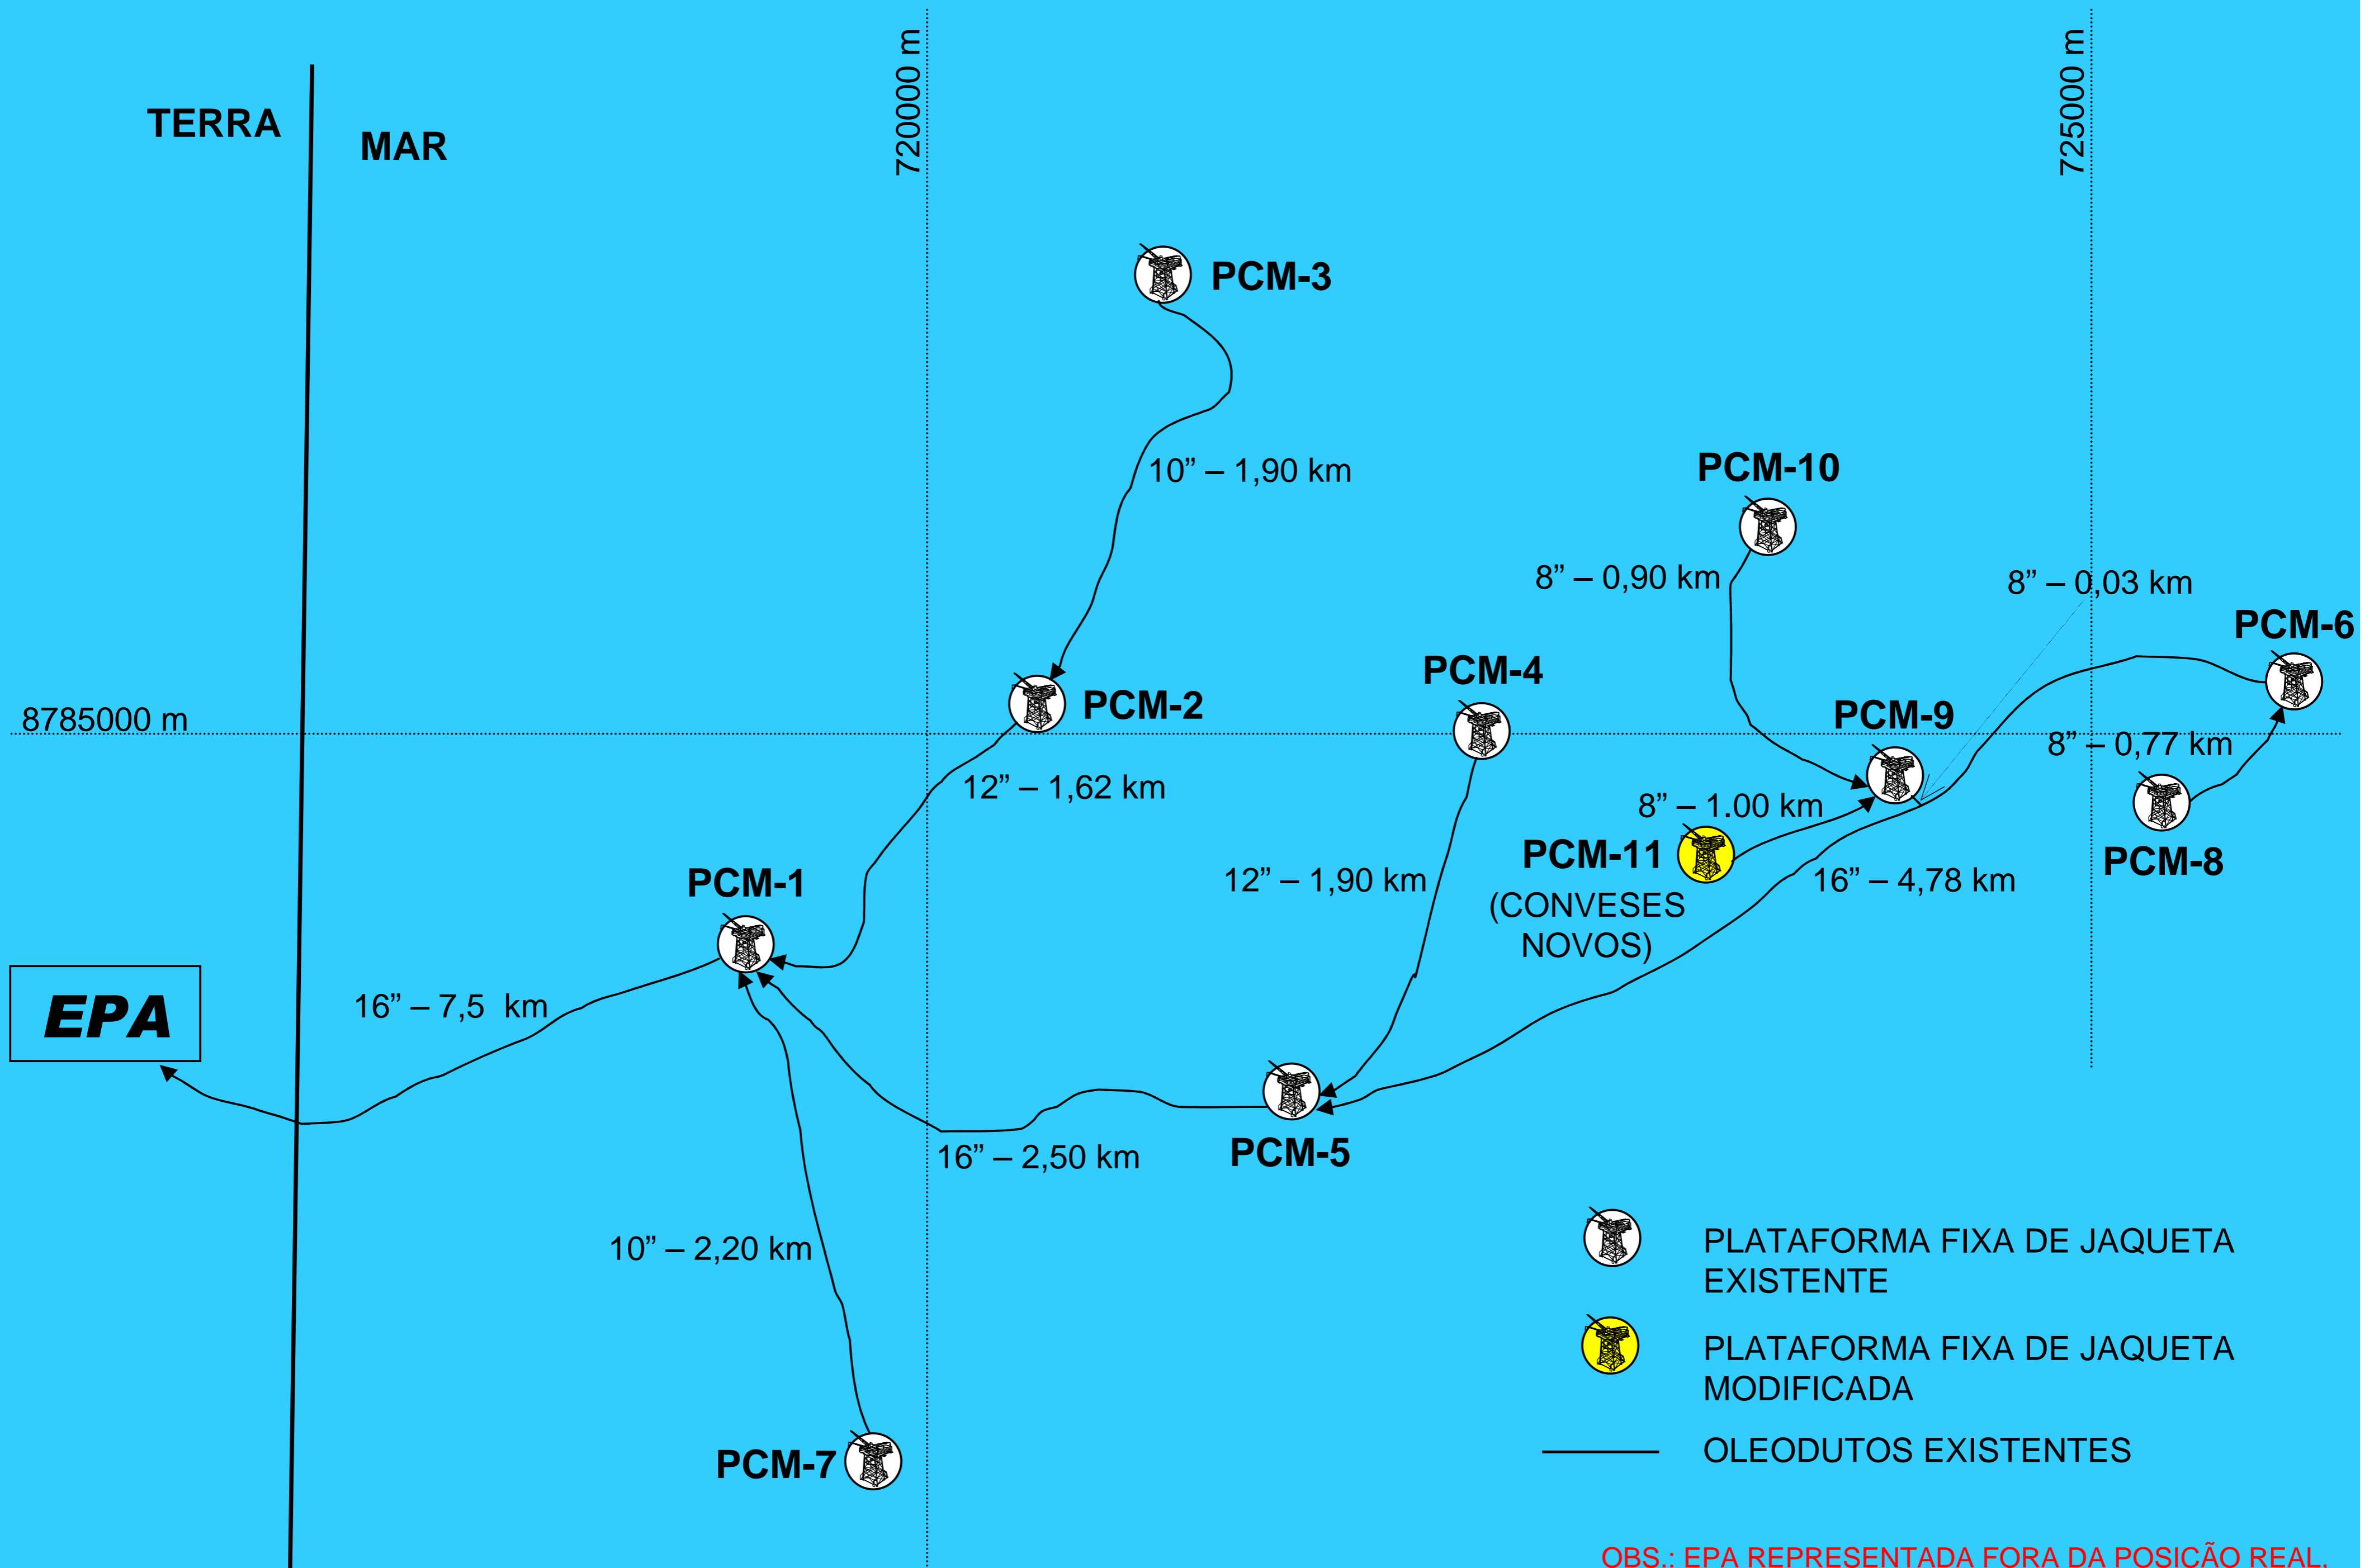 7200000 m
7250000 m
TERRA
MAR
PCM-3
10” – 1,90 km
PCM-10
8” – 0,90 km
8” – 0,03 km
PCM-6
PCM-4
PCM-2
8785000 m
PCM-9
8” – 0,77 km
12” – 1,62 km
8” – 1.00 km
PCM-11
(CONVESES
NOVOS)
PCM-8
PCM-1
12” – 1,90 km
16” – 4,78 km
EPA
16” – 7,5 km
PCM-5
16” – 2,50 km
10” – 2,20 km
PLATAFORMA FIXA DE JAQUETA
EXISTENTE
PLATAFORMA FIXA DE JAQUETA
MODIFICADA
PCM-7
OLEODUTOS EXISTENTES
OBS.: EPA REPRESENTADA FORA DA POSICÃO REAL.